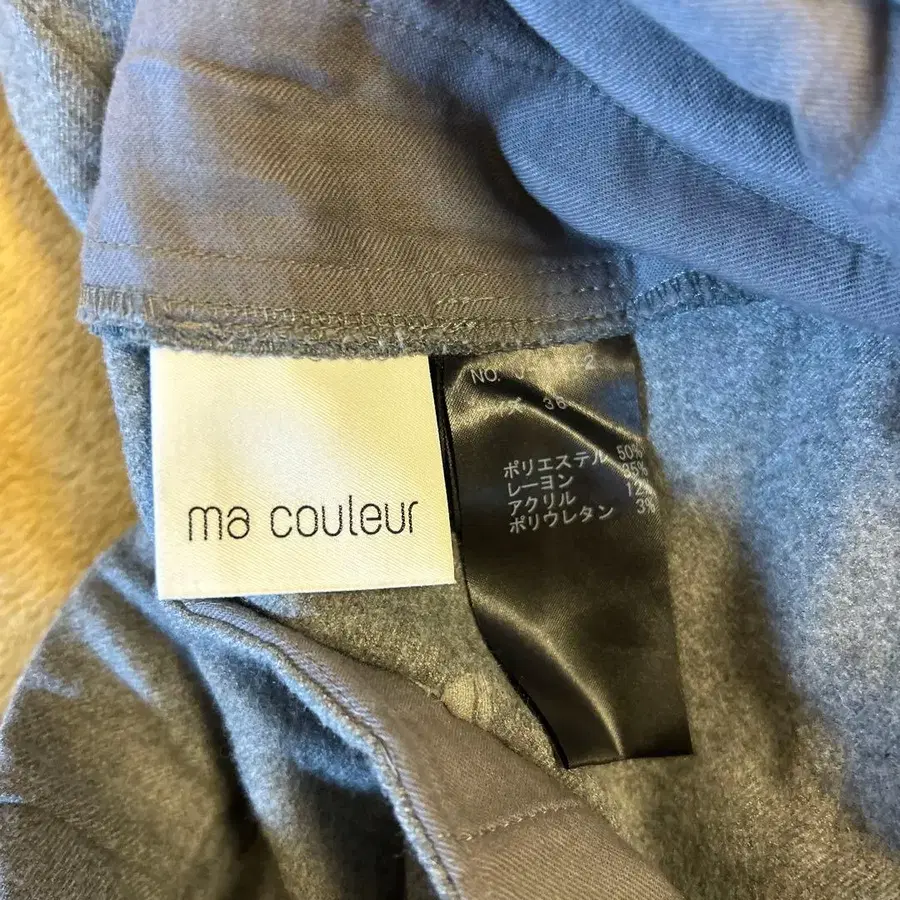 ma couleur
NO.
36
ポリエステル 50%
レーヨン 35%
アクリル 12%
ポリウレタン 3%